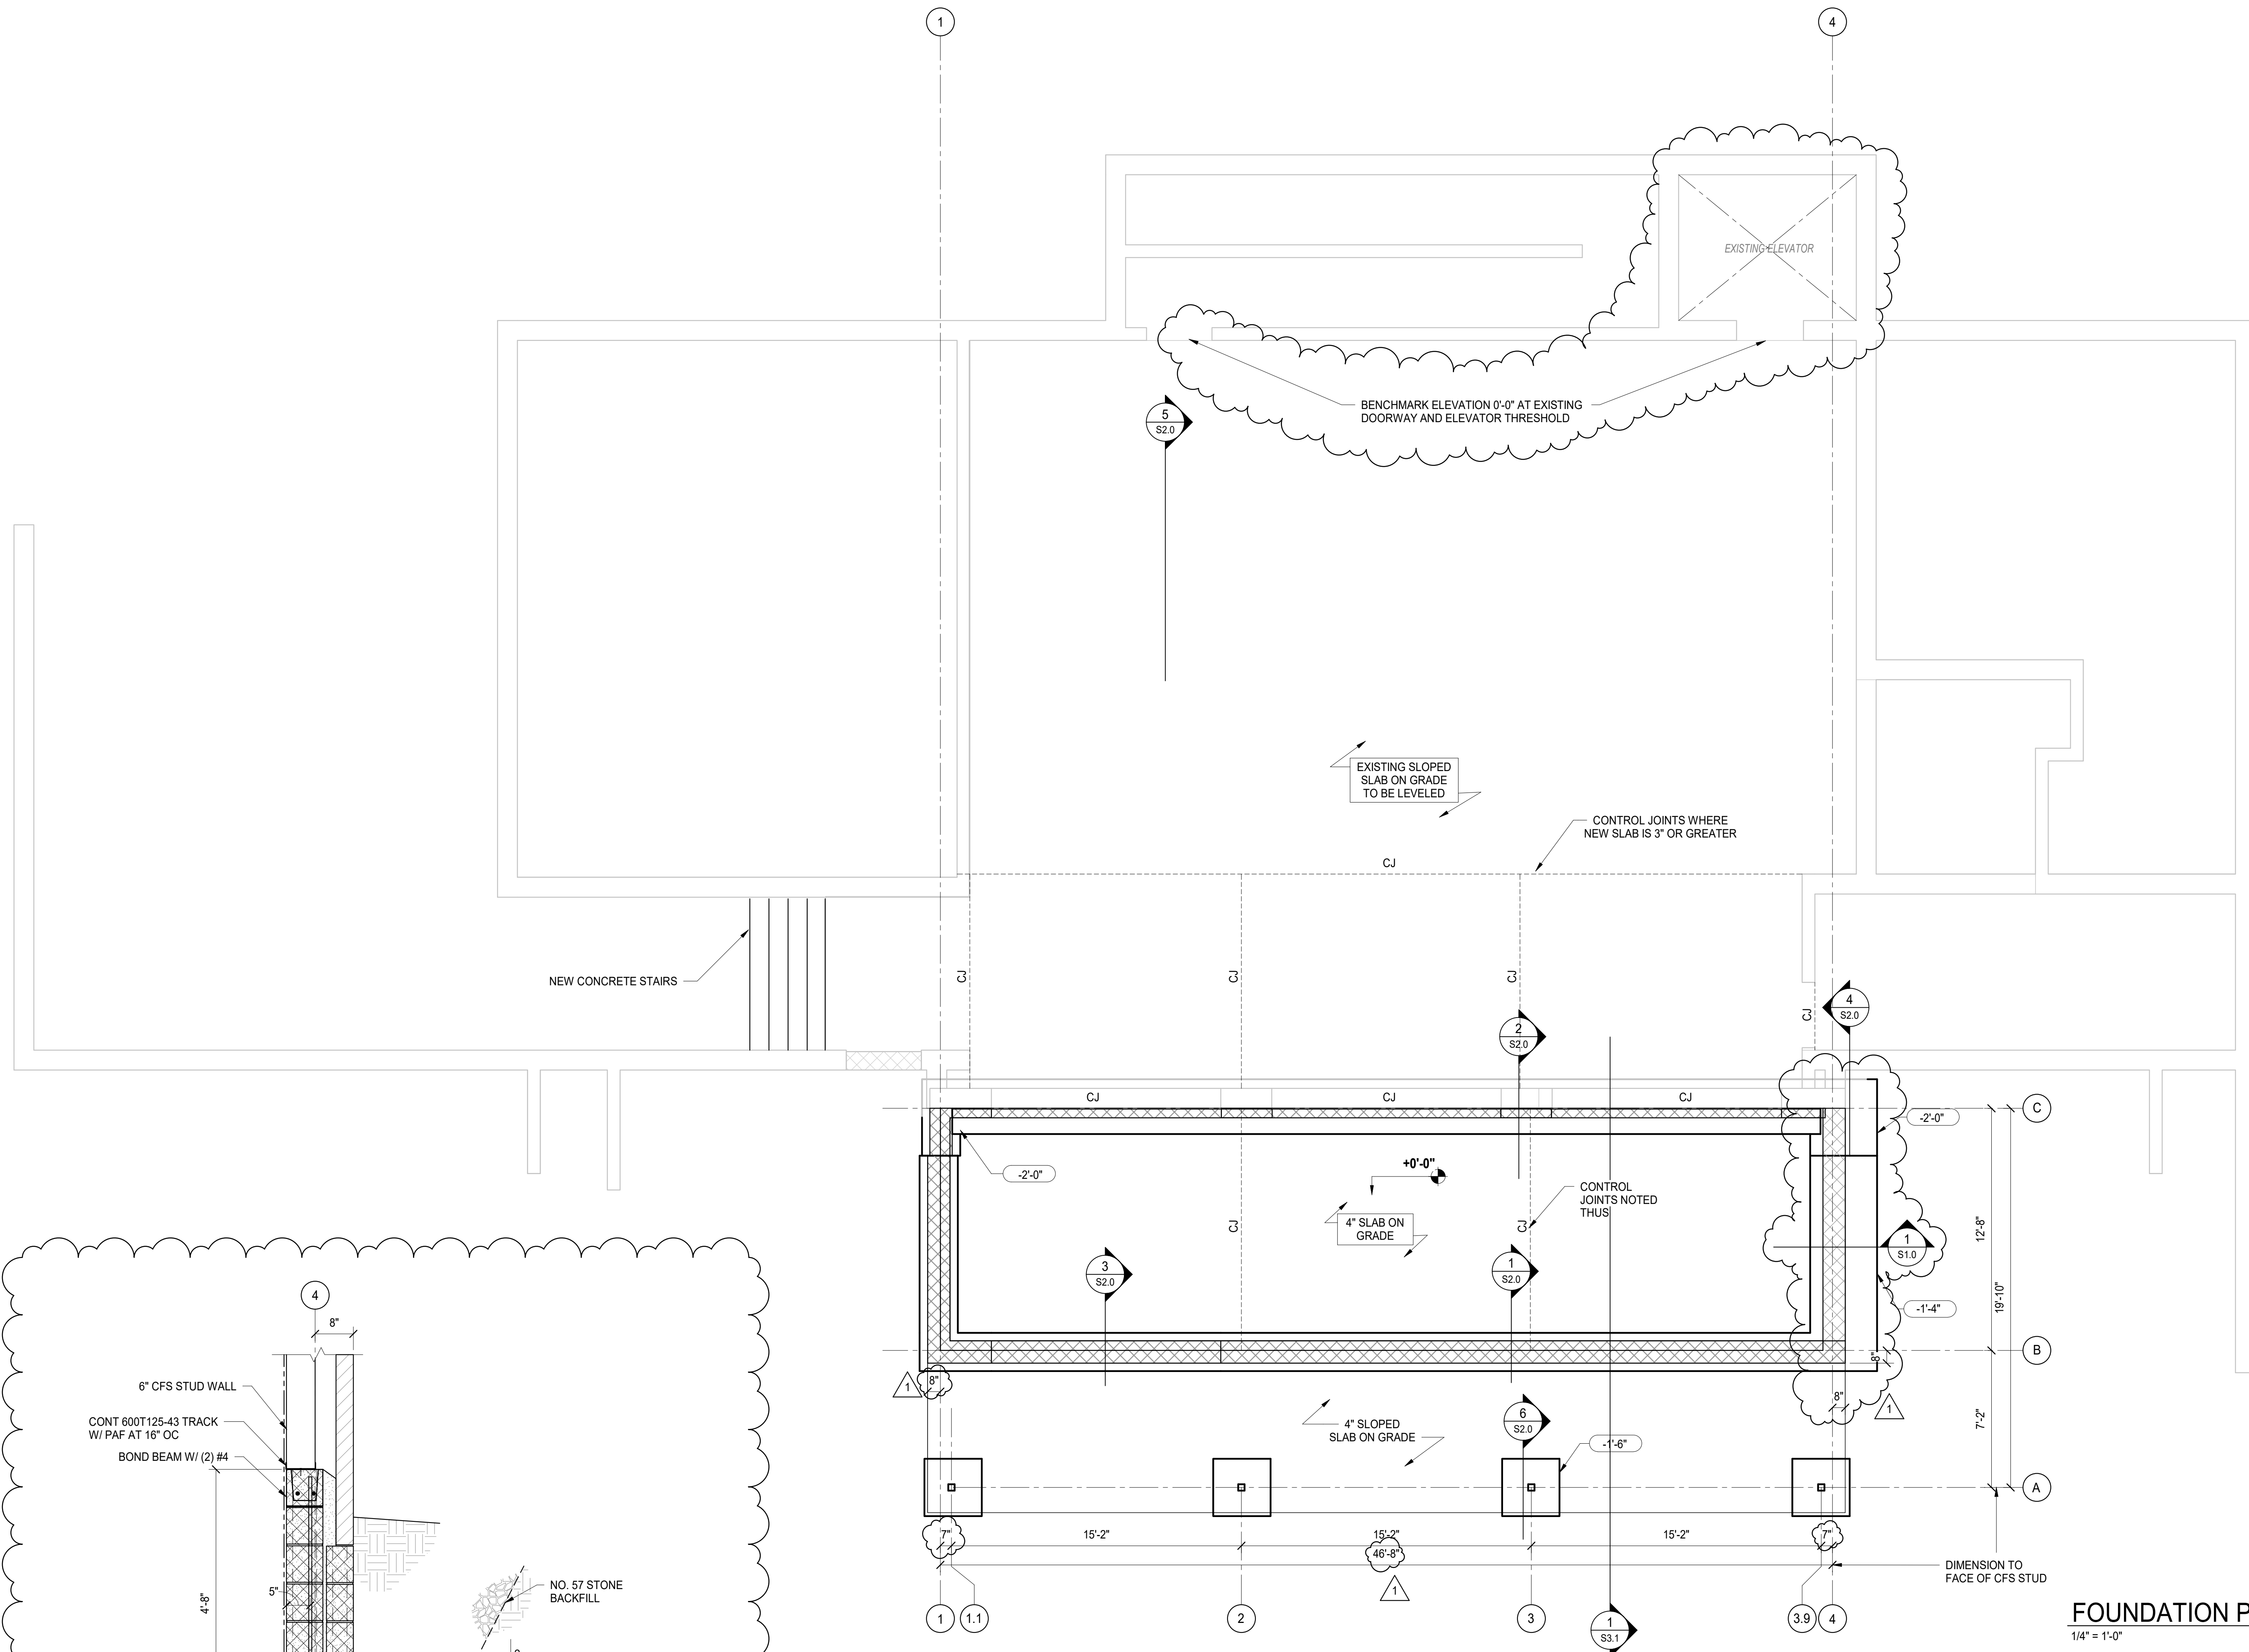 1
4
EXISTING ELEVATOR
BENCHMARK ELEVATION 0'-0" AT EXISTING
DOORWAY AND ELEVATOR THRESHOLD
5
S2.0
EXISTING SLOPED
SLAB ON GRADE
TO BE LEVELED
CONTROL JOINTS WHERE
NEW SLAB IS 3" OR GREATER
CJ
NEW CONCRETE STAIRS
CJ
CJ
CJ
CJ
4
S2.0
2
S2.0
CJ
CJ
CJ
C
-2'-0"
-2'-0"
+0'-0"
CONTROL
JOINTS NOTED
THUS
4" SLAB ON
GRADE
CJ
CJ
3
S2.0
1
S2.0
1
S1.0
12'-8"
19'-10"
-1'-4"
B
8"
1
8"
8"
1
7'-2"
4" SLOPED
SLAB ON GRADE
6
S2.0
-1'-6"
A
7"
15'-2"
15'-2"
15'-2"
7"
46'-8"
1
DIMENSION TO
FACE OF CFS STUD
1
1.1
2
3
3.9
4
1
S3.1
FOUNDATION P
1/4" = 1'-0"
4
8"
6" CFS STUD WALL
CONT 600T125-43 TRACK
W/ PAF AT 16" OC
BOND BEAM W/ (2) #4
5"
4'-8"
NO. 57 STONE
BACKFILL